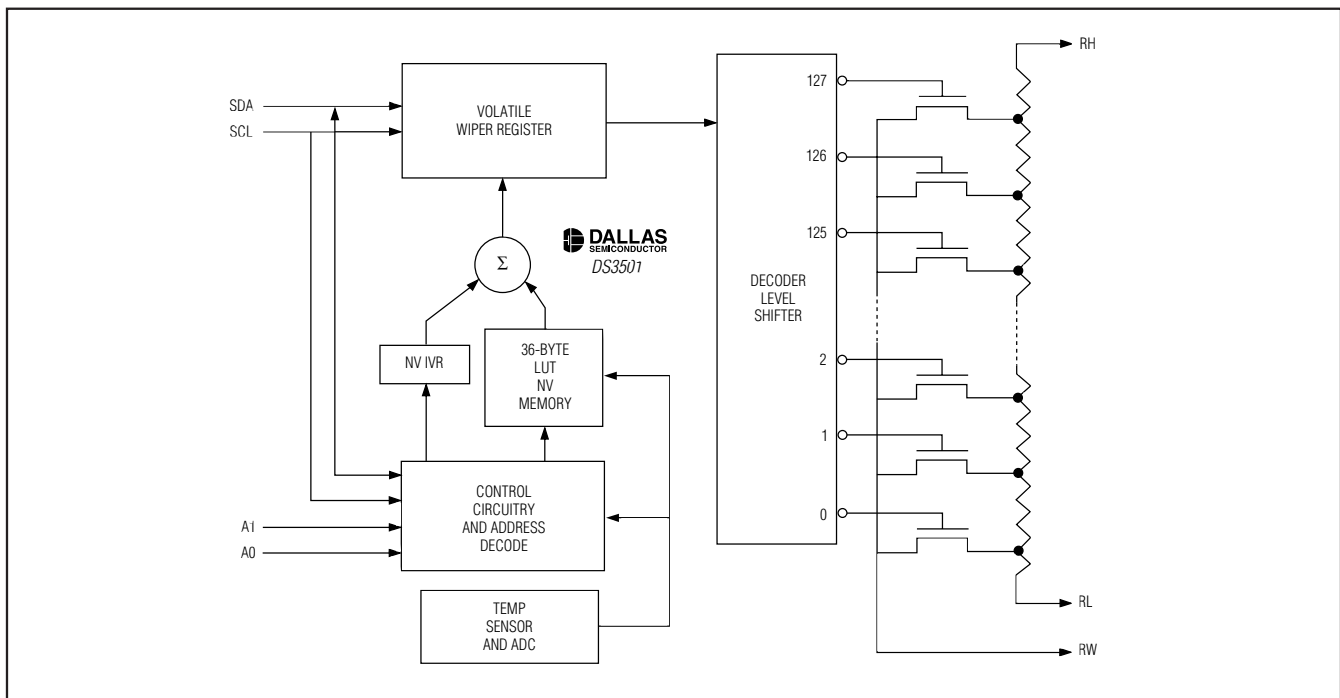 SDA
SCL
VOLATILE
WIPER REGISTER
Σ
DALLAS
SEMICONDUCTOR
DS3501
NV IVR
36-BYTE
LUT
NV
MEMORY
CONTROL
CIRCUITRY
AND ADDRESS
DECODE
A1
A0
TEMP
SENSOR
AND ADC
DECODER
LEVEL
SHIFTER
127
126
125
2
1
0
RH
RL
RW